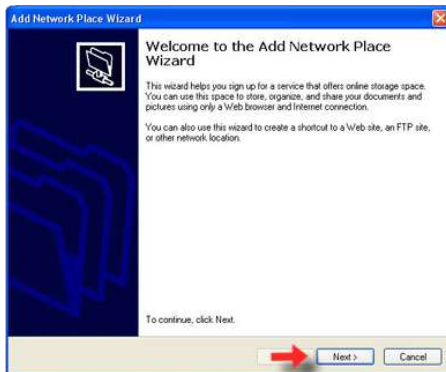 Add Network Place Wizard
Welcome to the Add Network Place
Wizard
This wizard helps you sign up for a service that offers online storage space.
You can use this space to store, organize, and share your documents and
pictures using only a Web browser and Internet connection.
You can also use this wizard to create a shortcut to a Web site, an FTP site,
or other network location.
To continue, click Next.
Next >
Cancel